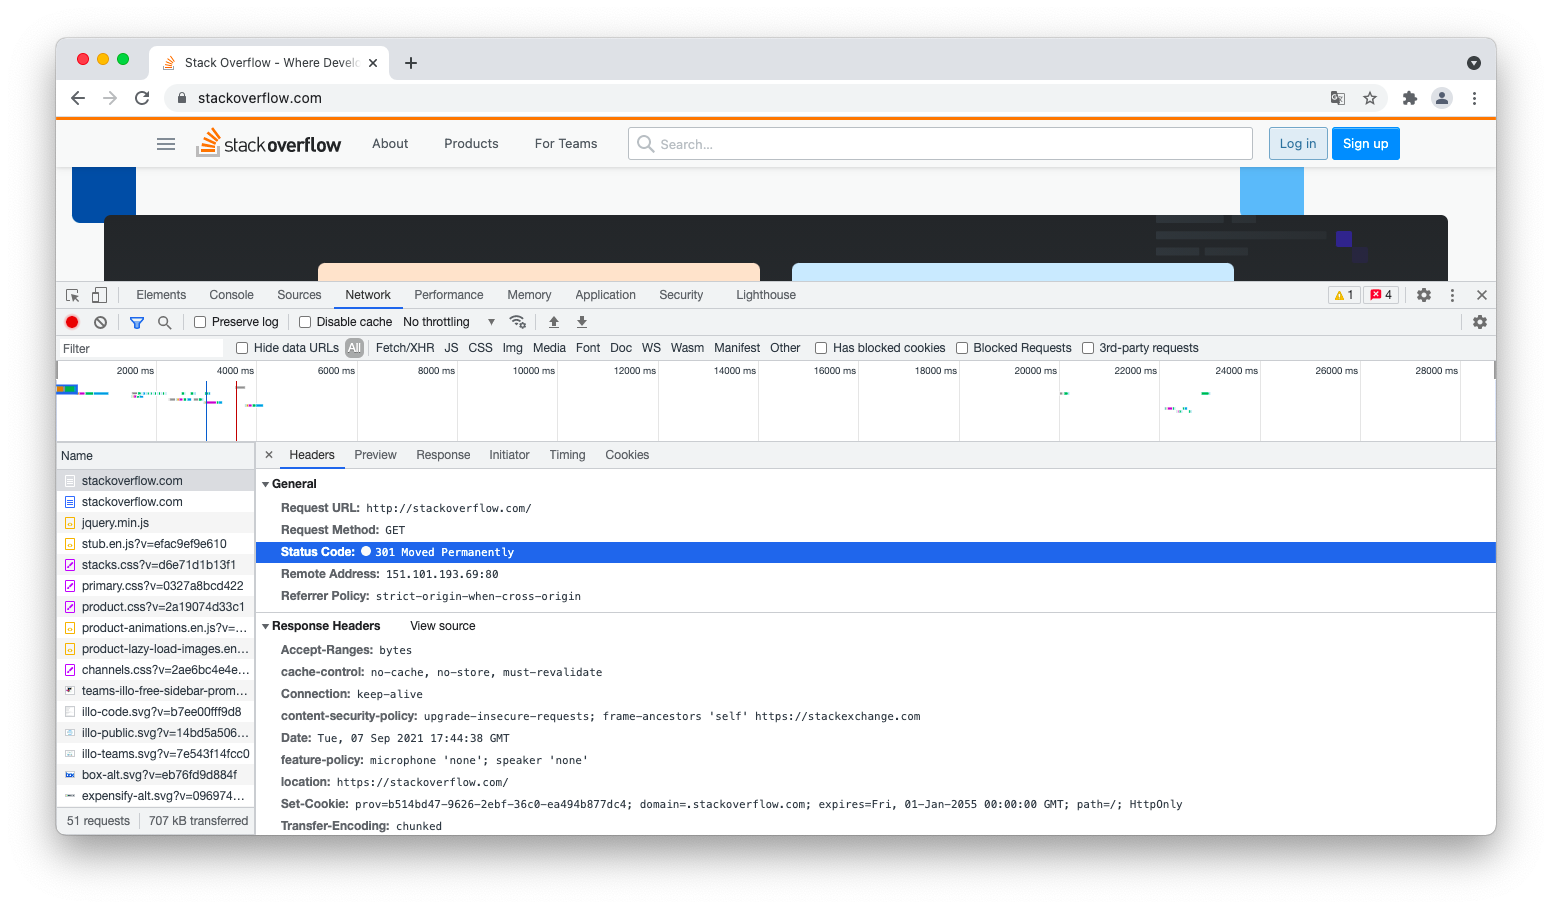 Stack Overflow - Where Develo
stackoverflow.com
stackoverflow About Products For Teams Search... Log in Sign up
Elements Console Sources Network Performance Memory Application Security Lighthouse 1 4
Preserve log Disable cache No throttling
Filter Hide data URLs All Fetch/XHR JS CSS Img Media Font Doc WS Wasm Manifest Other Has blocked cookies Blocked Requests 3rd-party requests
2000 ms 4000 ms 6000 ms 8000 ms 10000 ms 12000 ms 14000 ms 16000 ms 18000 ms 20000 ms 22000 ms 24000 ms 26000 ms 28000 ms
Name
stackoverflow.com
stackoverflow.com
jquery.min.js
stub.en.js?v=efac9ef9e610
stacks.css?v=d6e71d1b13f1
primary.css?v=0327a8bcd422
product.css?v=2a19074d33c1
product-animations.en.js?v=...
product-lazy-load-images.en...
channels.css?v=2ae6bc4e4e...
teams-illo-free-sidebar-prom...
illo-code.svg?v=b7ee00fff9d8
illo-public.svg?v=14bd5a506...
illo-teams.svg?v=7e543f14fcc0
box-alt.svg?v=eb76fd9d884f
expensify-alt.svg?v=096974...
51 requests 707 kB transferred
Headers Preview Response Initiator Timing Cookies
General
Request URL: http://stackoverflow.com/
Request Method: GET
Status Code: 301 Moved Permanently
Remote Address: 151.101.193.69:80
Referrer Policy: strict-origin-when-cross-origin
Response Headers View source
Accept-Ranges: bytes
cache-control: no-cache, no-store, must-revalidate
Connection: keep-alive
content-security-policy: upgrade-insecure-requests; frame-ancestors 'self' https://stackexchange.com
Date: Tue, 07 Sep 2021 17:44:38 GMT
feature-policy: microphone 'none'; speaker 'none'
location: https://stackoverflow.com/
Set-Cookie: prov=b514bd47-9626-2ebf-36c0-ea494b877dc4; domain=.stackoverflow.com; expires=Fri, 01-Jan-2055 00:00:00 GMT; path=/; HttpOnly
Transfer-Encoding: chunked